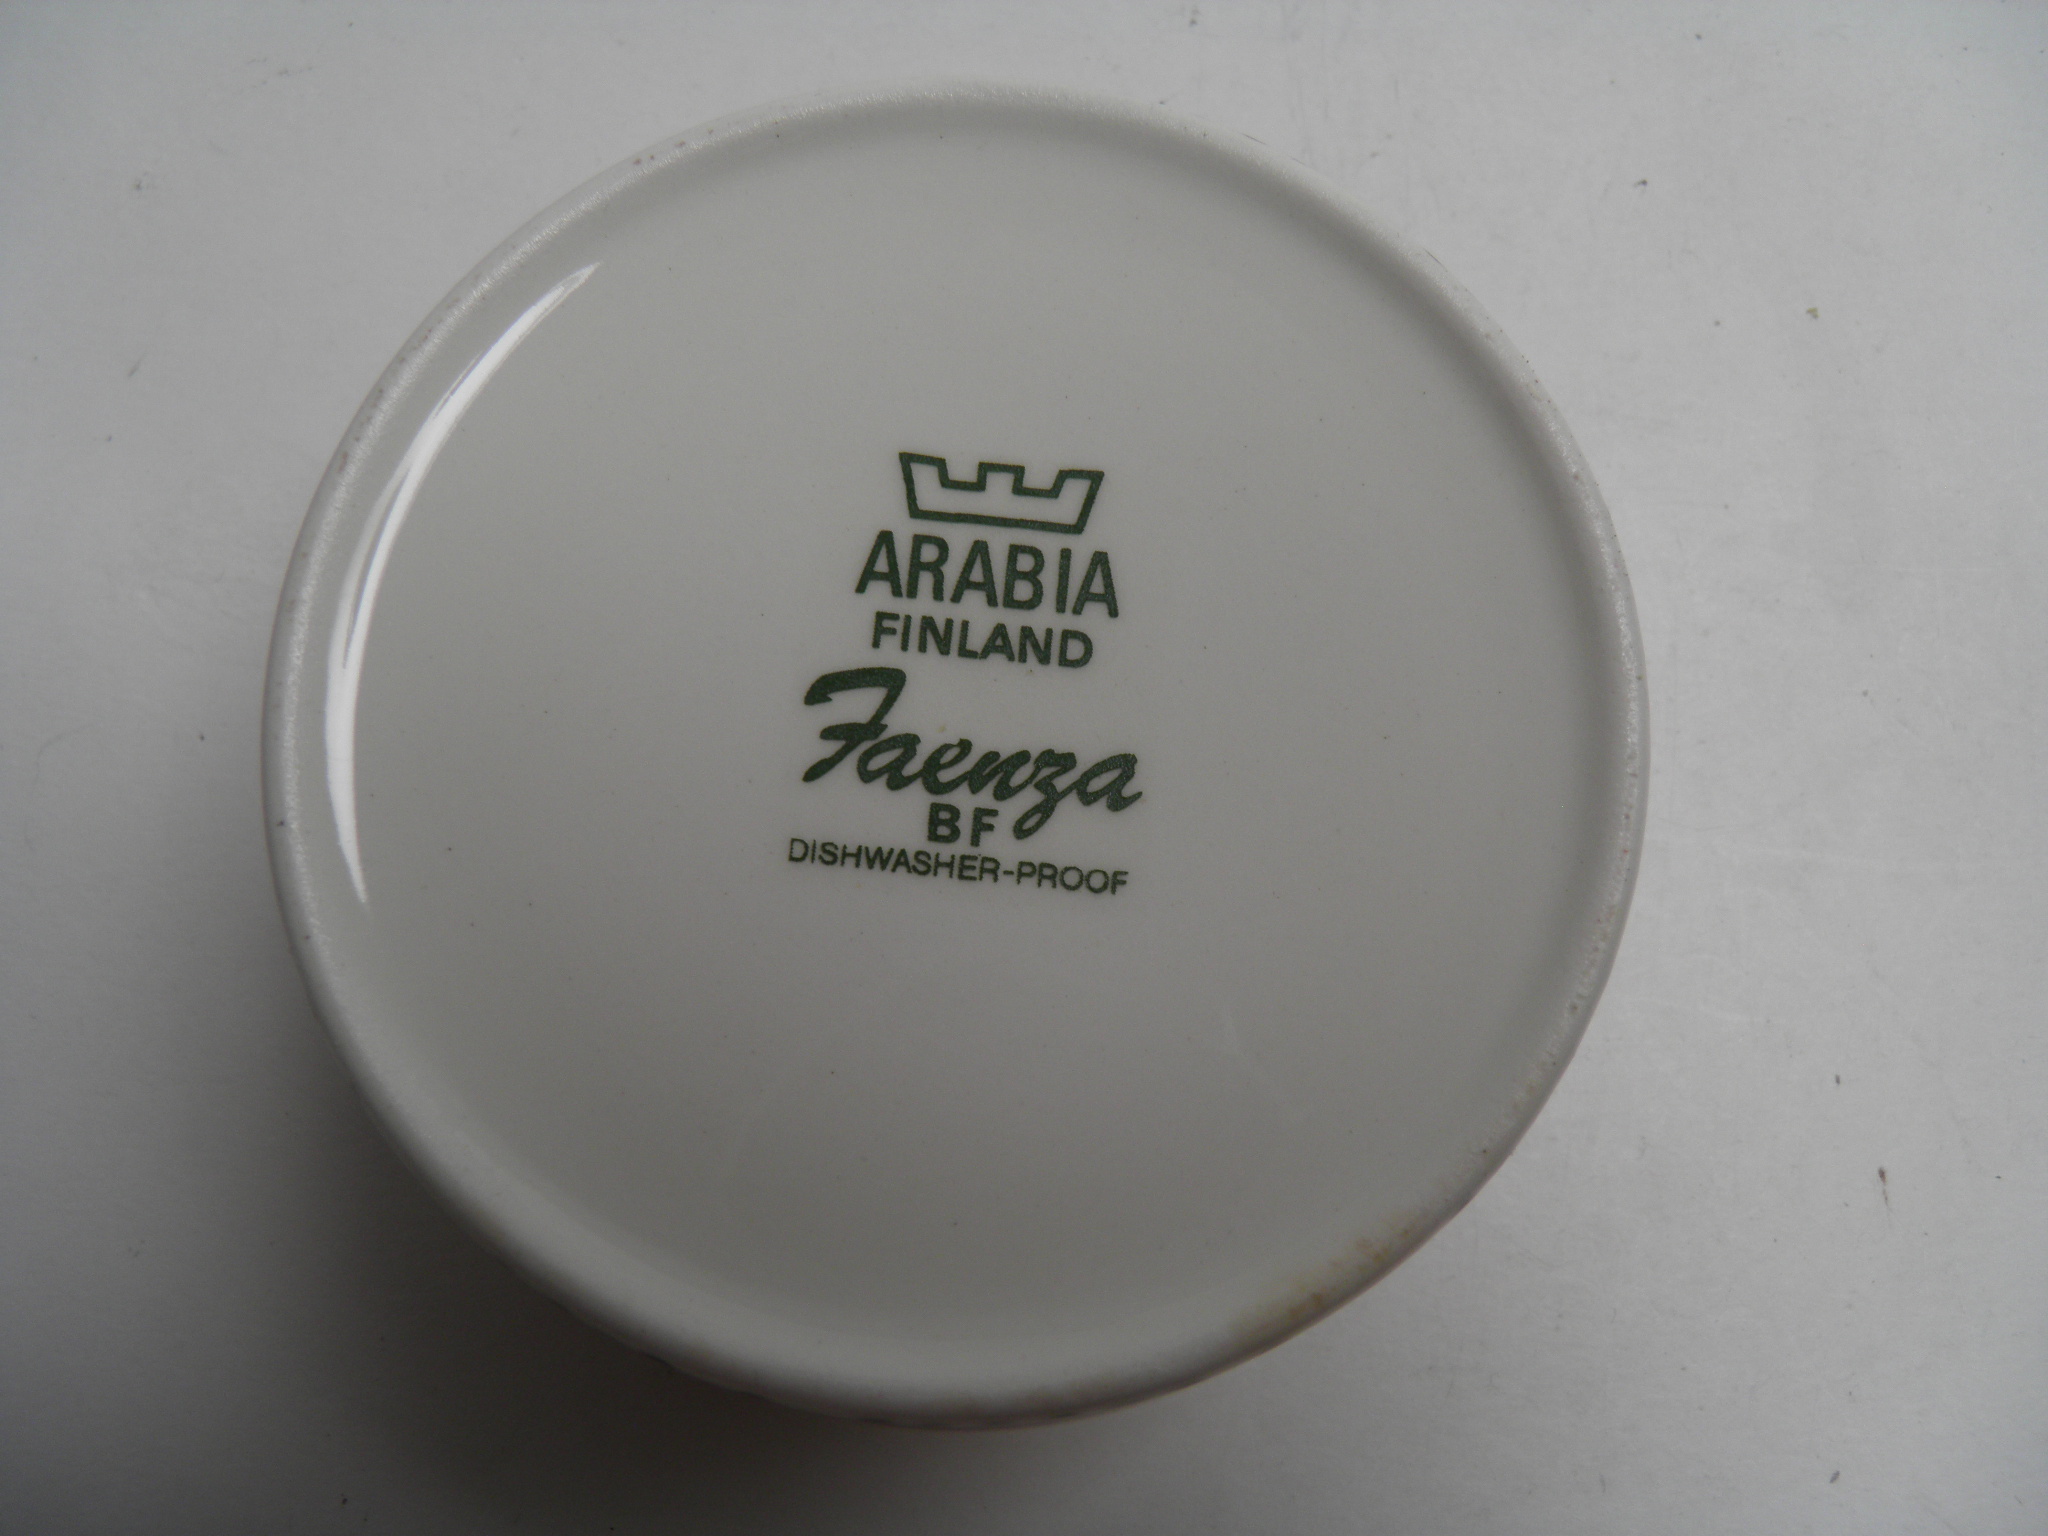 ARABIA
FINLAND
Faenza
BF
DISHWASHER-PROOF